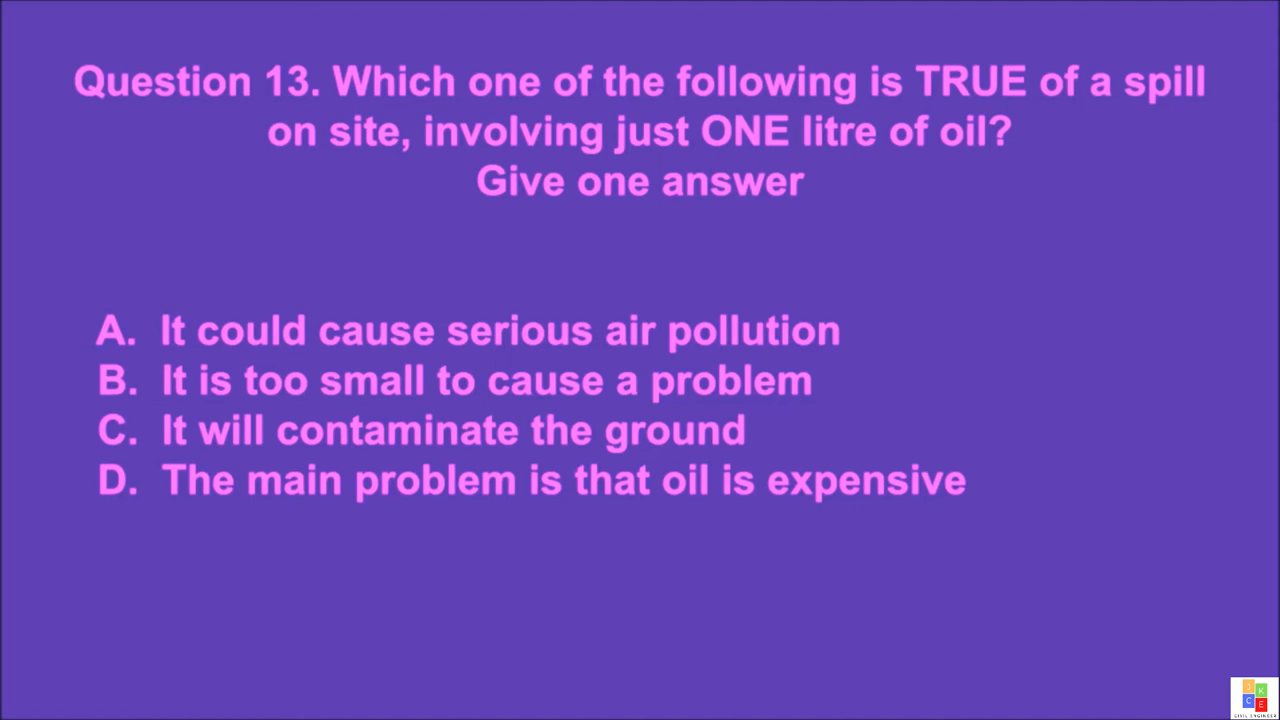 Question 13. Which one of the following is TRUE of a spill
on site, involving just ONE litre of oil?
Give one answer
A. It could cause serious air pollution
B. It is too small to cause a problem
C. It will contaminate the ground
D. The main problem is that oil is expensive
J K
C E
CIVIL ENGINEER